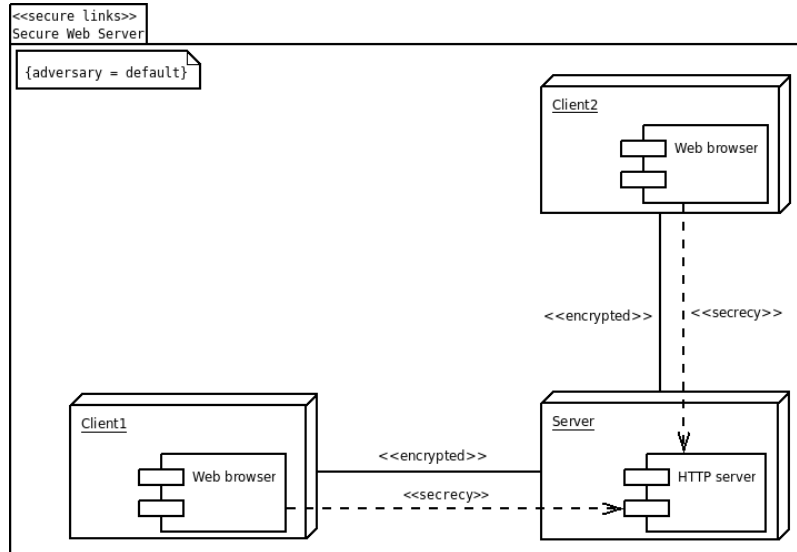 <<secure links>>
Secure Web Server
{adversary = default}
Client2
Web browser
<<encrypted>>
<<secrecy>>
Client1
Web browser
<<encrypted>>
<<secrecy>>
Server
HTTP server